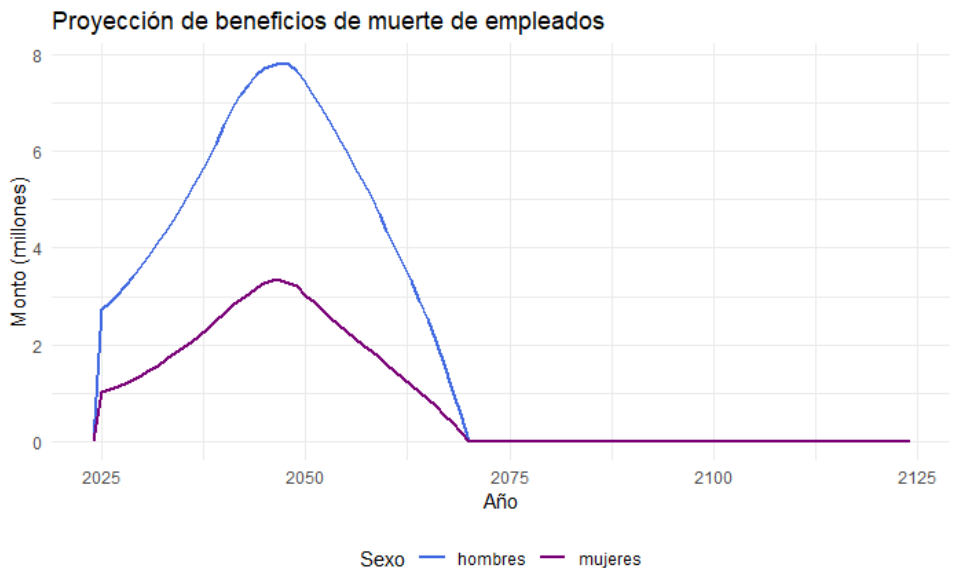 Proyección de beneficios de muerte de empleados
Monto (millones)
8
6
4
2
0
2025 2050 2075 2100 2125
Año
Sexo hombres mujeres